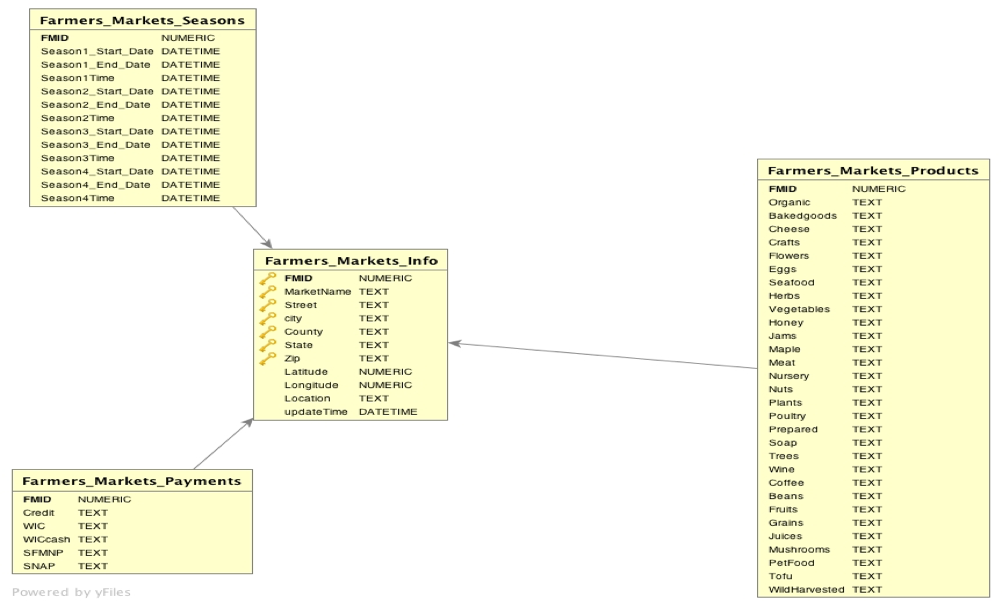 Farmers_Markets_Seasons
FMID NUMERIC
Season1_Start_Date DATETIME
Season1_End_Date DATETIME
Season1Time DATETIME
Season2_Start_Date DATETIME
Season2_End_Date DATETIME
Season2Time DATETIME
Season3_Start_Date DATETIME
Season3_End_Date DATETIME
Season3Time DATETIME
Season4_Start_Date DATETIME
Season4_End_Date DATETIME
Season4Time DATETIME
Farmers_Markets_Info
FMID NUMERIC
MarketName TEXT
Street TEXT
city TEXT
County TEXT
State TEXT
Zip TEXT
Latitude NUMERIC
Longitude NUMERIC
Location TEXT
updateTime DATETIME
Farmers_Markets_Payments
FMID NUMERIC
Credit TEXT
WIC TEXT
WICcash TEXT
SFMNP TEXT
SNAP TEXT
Farmers_Markets_Products
FMID NUMERIC
Organic TEXT
Bakedgoods TEXT
Cheese TEXT
Crafts TEXT
Flowers TEXT
Eggs TEXT
Seafood TEXT
Herbs TEXT
Vegetables TEXT
Honey TEXT
Jams TEXT
Maple TEXT
Meat TEXT
Nursery TEXT
Nuts TEXT
Plants TEXT
Poultry TEXT
Prepared TEXT
Soap TEXT
Trees TEXT
Wine TEXT
Coffee TEXT
Beans TEXT
Fruits TEXT
Grains TEXT
Juices TEXT
Mushrooms TEXT
PetFood TEXT
Tofu TEXT
WildHarvested TEXT
Powered by yFiles